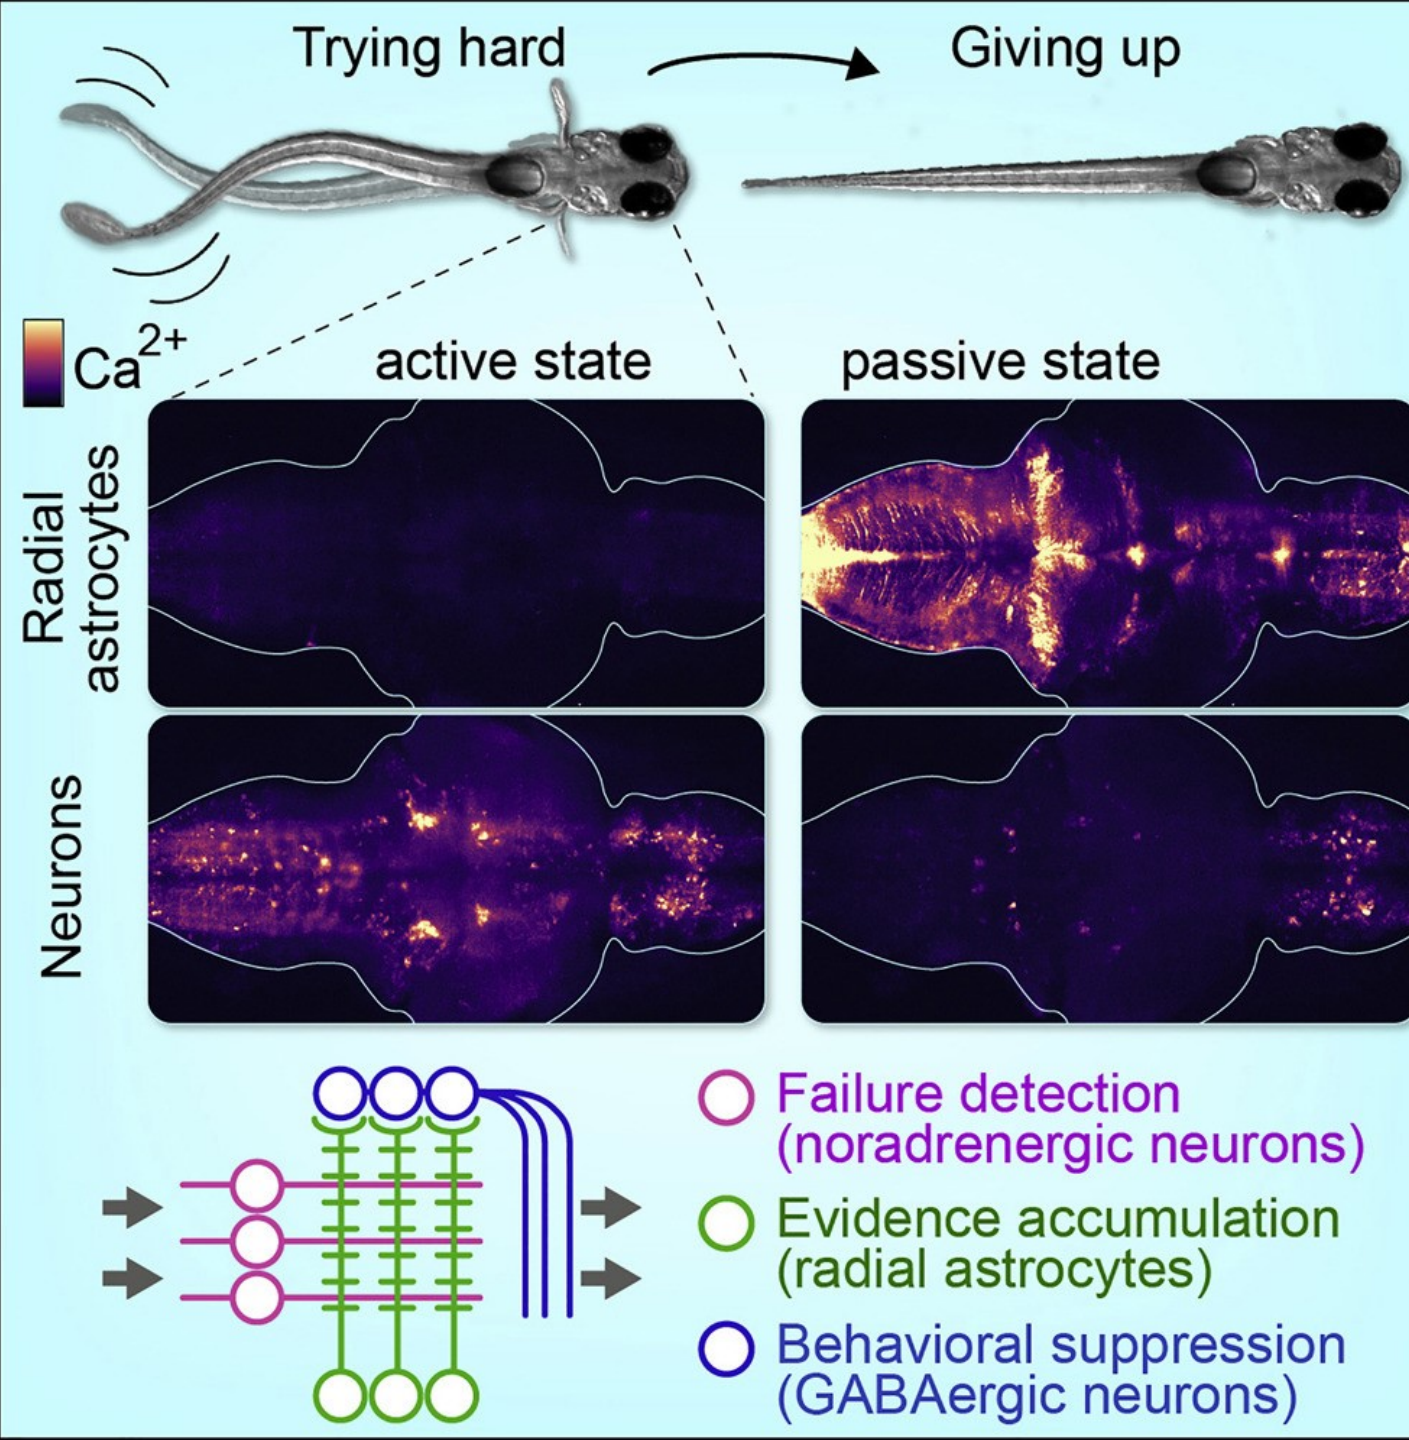 Trying hard
Giving up
Ca2+
active state
passive state
Radial
astrocytes
Neurons
Failure detection
(noradrenergic neurons)
Evidence accumulation
(radial astrocytes)
Behavioral suppression
(GABAergic neurons)